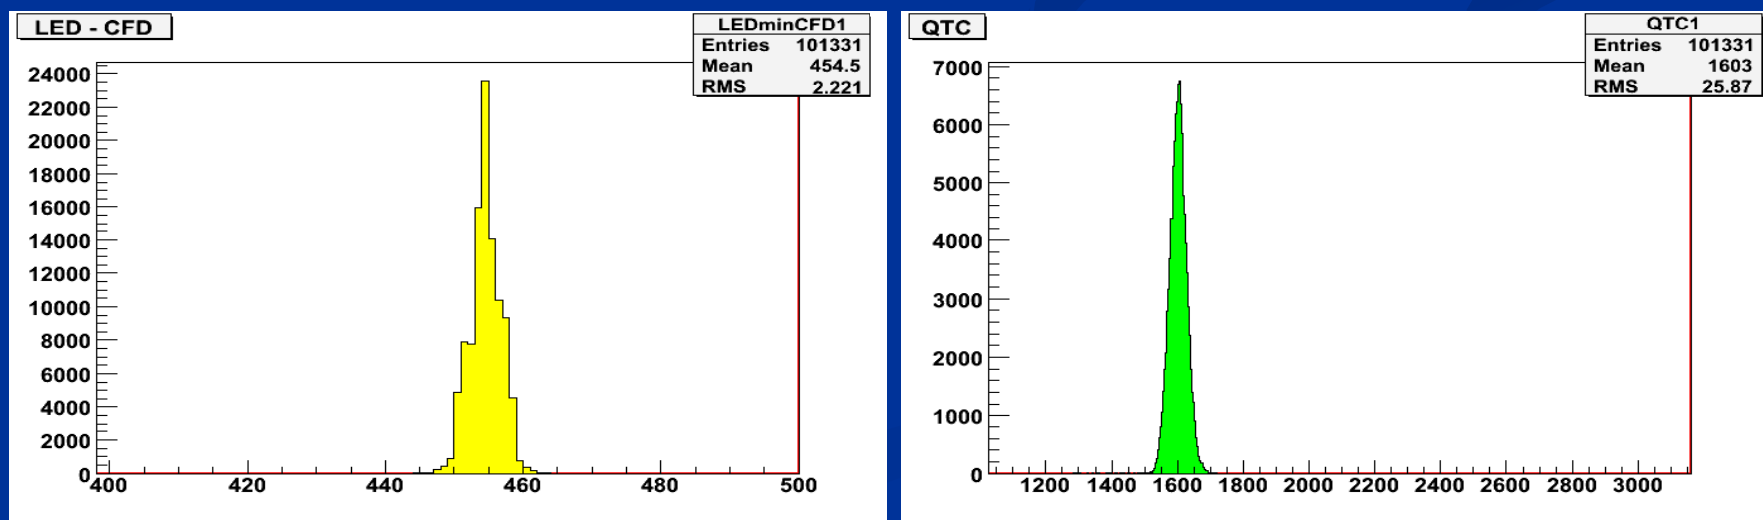 LED - CFD
LEDminCFD1
Entries 101331
Mean 454.5
RMS 2.221
24000
22000
20000
18000
16000
14000
12000
10000
8000
6000
4000
2000
0
400 420 440 460 480 500
QTC
QTC1
Entries 101331
Mean 1603
RMS 25.87
7000
6000
5000
4000
3000
2000
1000
0
1200 1400 1600 1800 2000 2200 2400 2600 2800 3000